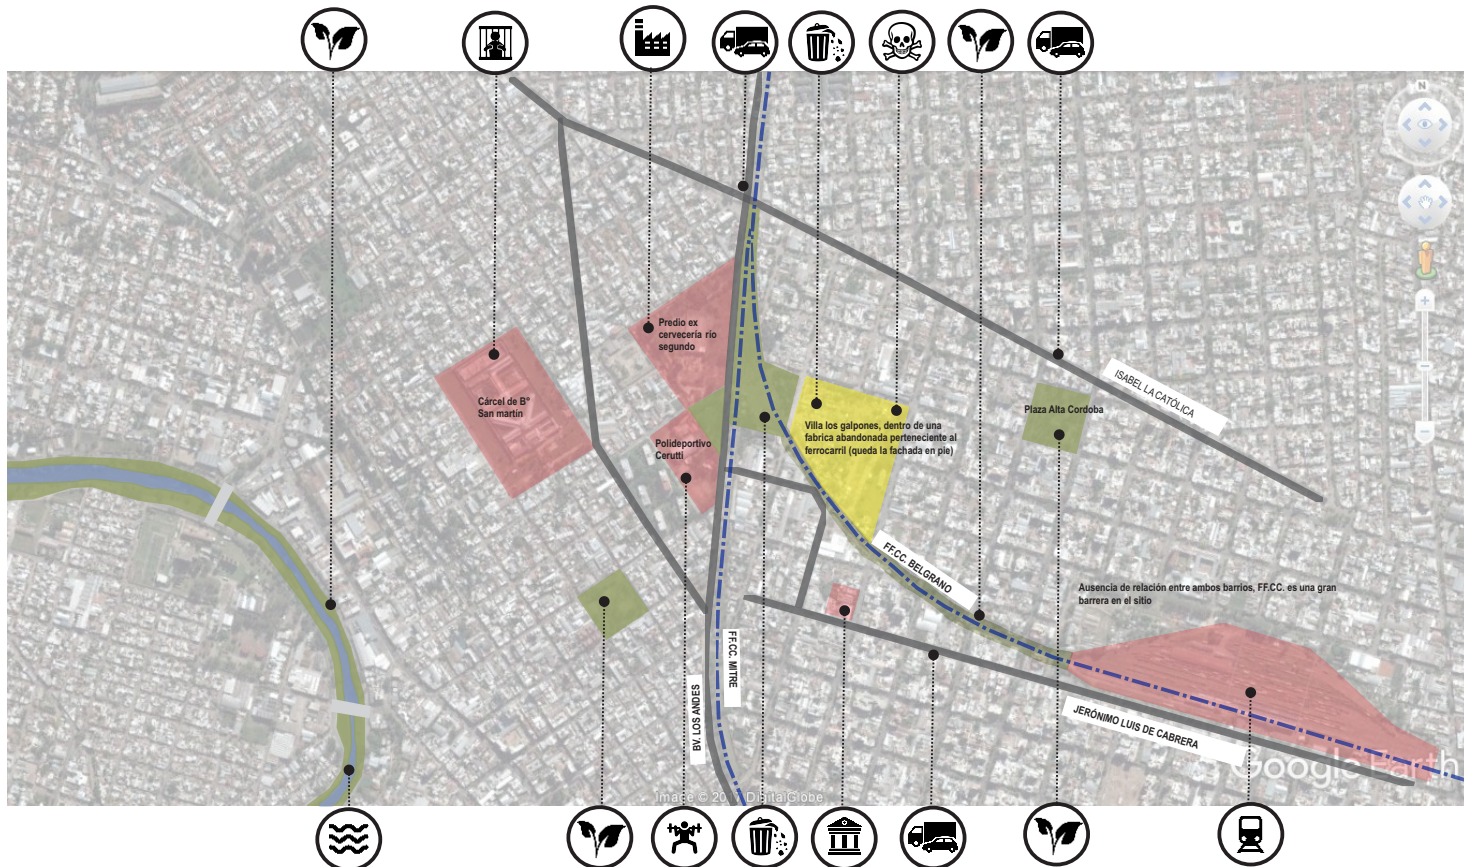 N
Predio ex
cervecería río
segundo
ISABEL LA CATÓLICA
Cárcel de B°
San martín
Plaza Alta Cordoba
Villa los galpones, dentro de una
fabrica abandonada perteneciente al
ferrocarril (queda la fachada en pie)
Polideportivo
Cerutti
FF.CC. BELGRANO
Ausencia de relación entre ambos barrios, FF.CC. es una gran
barrera en el sitio
FF.CC. MITRE
BV. LOS ANDES
JERÓNIMO LUIS DE CABRERA
Google Earth
Image © 2017 DigitalGlobe